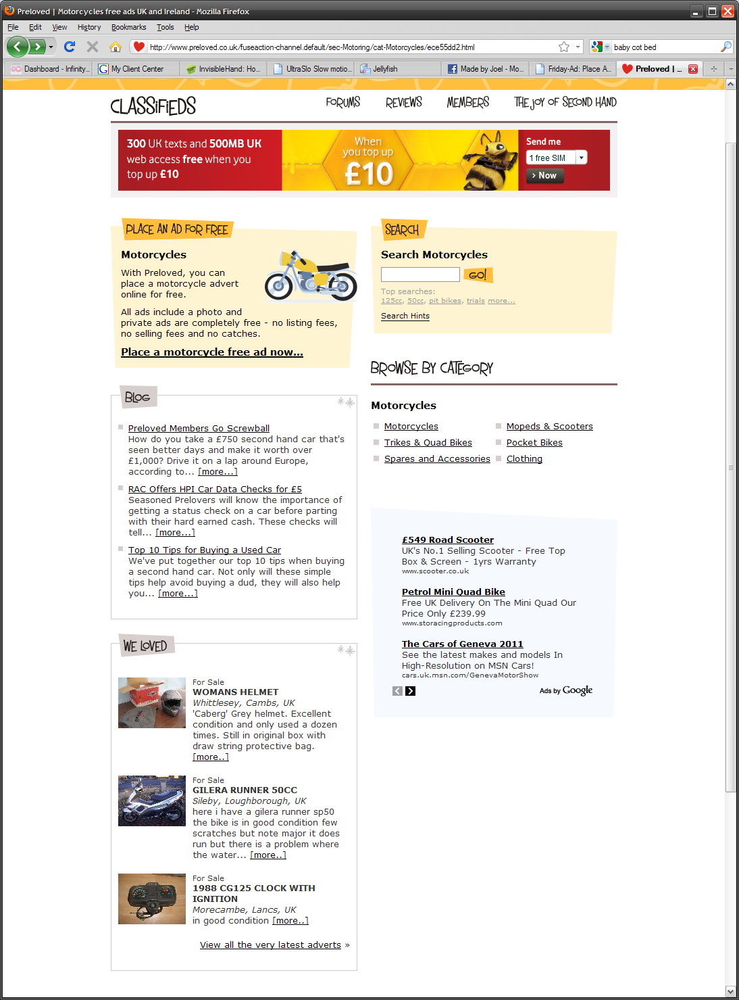 Preloved | Motorcycles free ads UK and Ireland - Mozilla Firefox
File Edit View History Bookmarks Tools Help
http://www.preloved.co.uk/fuseaction-channel.default/sec-Motoring/cat-Motorcycles/ece55dd2.html
baby cot bed
Dashboard - Infinity...
My Client Center
InvisibleHand: Ho...
UltraSlo Slow motio...
Jellyfish
Made by Joel - Mo...
Friday-Ad: Place A...
Preloved | ...
CLASSIFIEDS
FORUMS REVIEWS MEMBERS THE JOY OF SECOND HAND
300 UK texts and 500MB UK
web access free when you
top up £10
When
you top up
£10
Send me
1 free SIM
> Now
PLACE AN AD FOR FREE
Motorcycles
With Preloved, you can
place a motorcycle advert
online for free.
All ads include a photo and
private ads are completely free - no listing fees,
no selling fees and no catches.
Place a motorcycle free ad now...
SEARCH
Search Motorcycles
GO!
Top searches:
125cc, 50cc, pit bikes, trials more...
Search Hints
BROWSE BY CATEGORY
Motorcycles
Motorcycles Mopeds & Scooters
Trikes & Quad Bikes Pocket Bikes
Spares and Accessories Clothing
BLOG
Preloved Members Go Screwball
How do you take a £750 second hand car that's
seen better days and make it worth over
£1,000? Drive it on a lap around Europe,
according to... [more...]
RAC Offers HPI Car Data Checks for £5
Seasoned Prelovers will know the importance of
getting a status check on a car before parting
with their hard earned cash. These checks will
tell... [more...]
Top 10 Tips for Buying a Used Car
We've put together our top 10 tips when buying
a second hand car. Not only will these simple
tips help avoid buying a dud, they will also help
you... [more...]
£549 Road Scooter
UK's No.1 Selling Scooter - Free Top
Box & Screen - 1yrs Warranty
www.scooter.co.uk
Petrol Mini Quad Bike
Free UK Delivery On The Mini Quad Our
Price Only £239.99
www.storacingproducts.com
The Cars of Geneva 2011
See the latest makes and models In
High-Resolution on MSN Cars!
cars.uk.msn.com/GenevaMotorShow
Ads by Google
WE LOVED
For Sale
WOMANS HELMET
Whittlesey, Cambs, UK
'Caberg' Grey helmet. Excellent
condition and only used a dozen
times. Still in original box with
draw string protective bag.
[more..]
For Sale
GILERA RUNNER 50CC
Sileby, Loughborough, UK
here i have a gilera runner sp50
the bike is in good condition few
scratches but note major it does
run but there is a problem where
the water... [more..]
For Sale
1988 CG125 CLOCK WITH
IGNITION
Morecambe, Lancs, UK
in good condition [more..]
View all the very latest adverts »